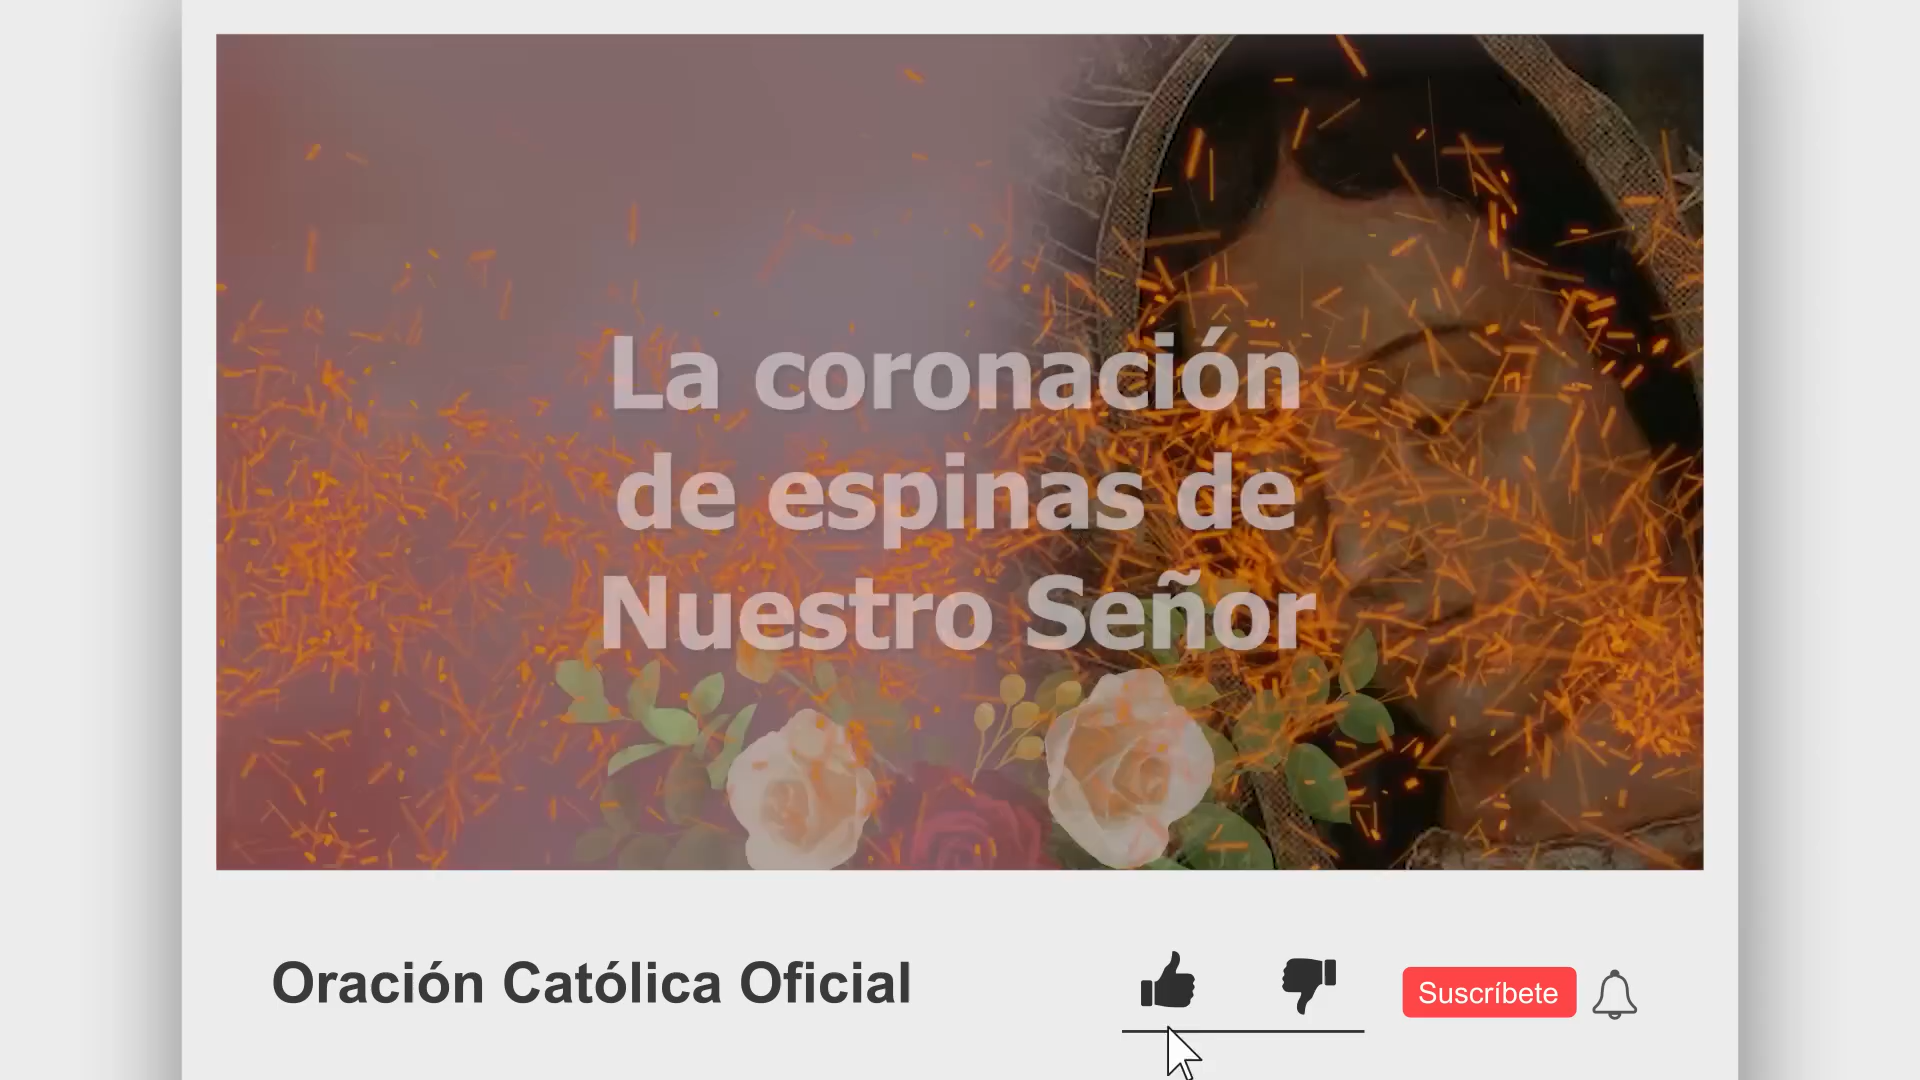 La coronación
de espinas de
Nuestro Señor
Oración Católica Oficial
Suscríbete